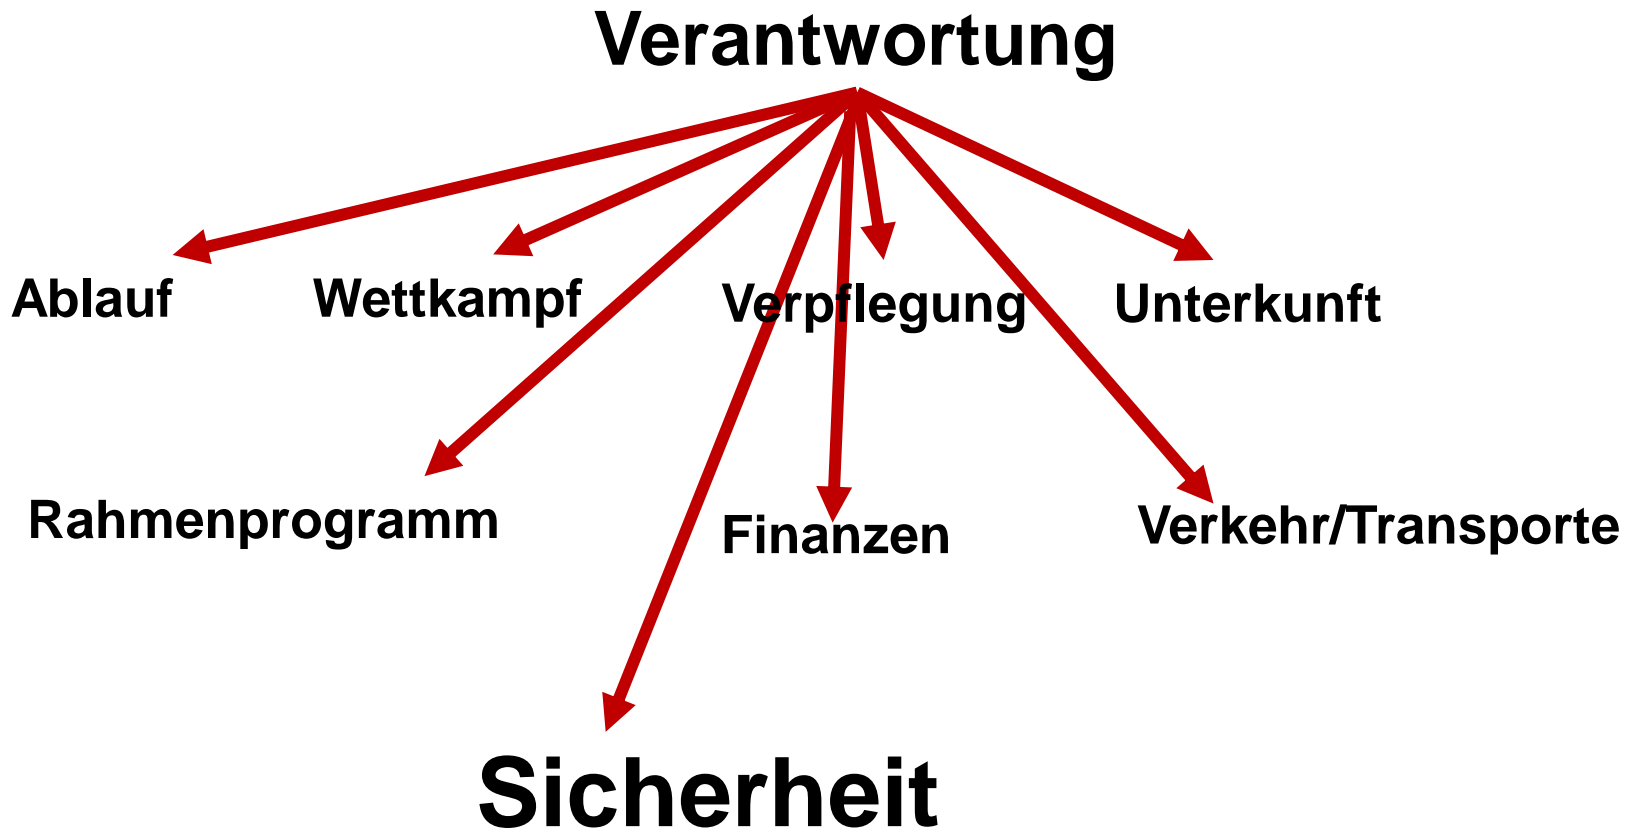 Verantwortung
Ablauf
Wettkampf
Verpflegung
Unterkunft
Rahmenprogramm
Finanzen
Verkehr/Transporte
Sicherheit